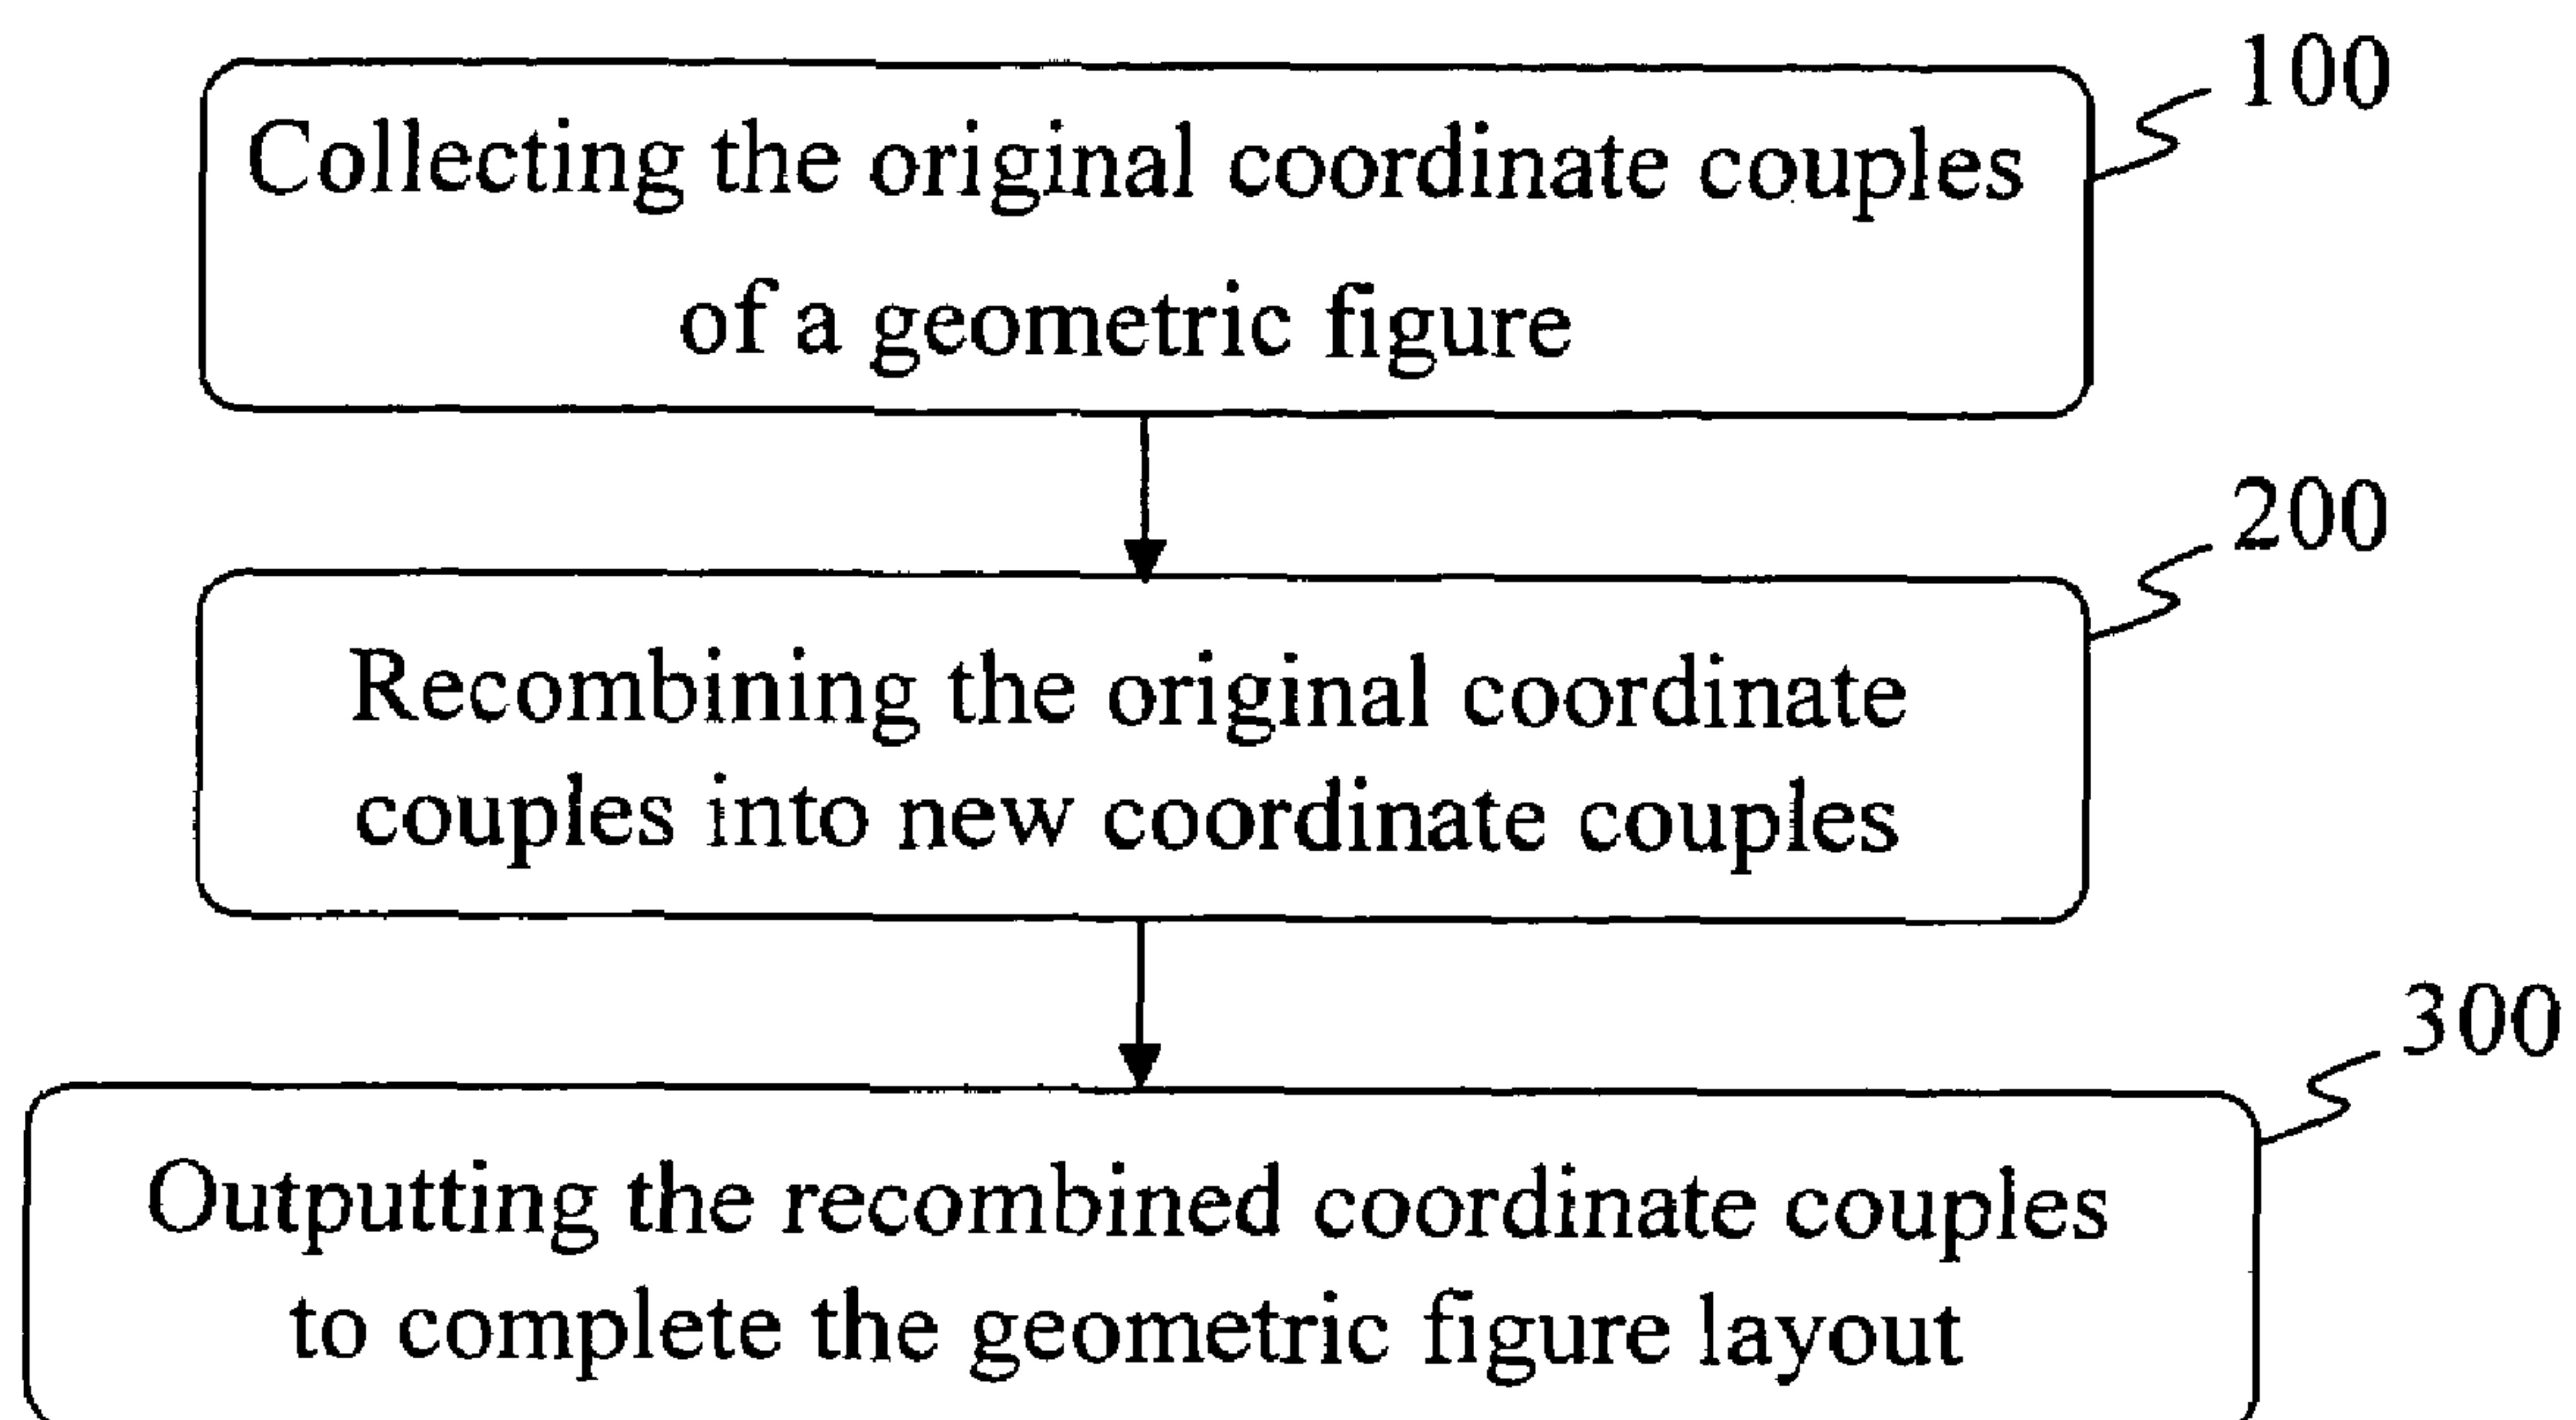 100
Collecting the original coordinate couples
of a geometric figure
200
Recombining the original coordinate
couples into new coordinate couples
300
Outputting the recombined coordinate couples
to complete the geometric figure layout